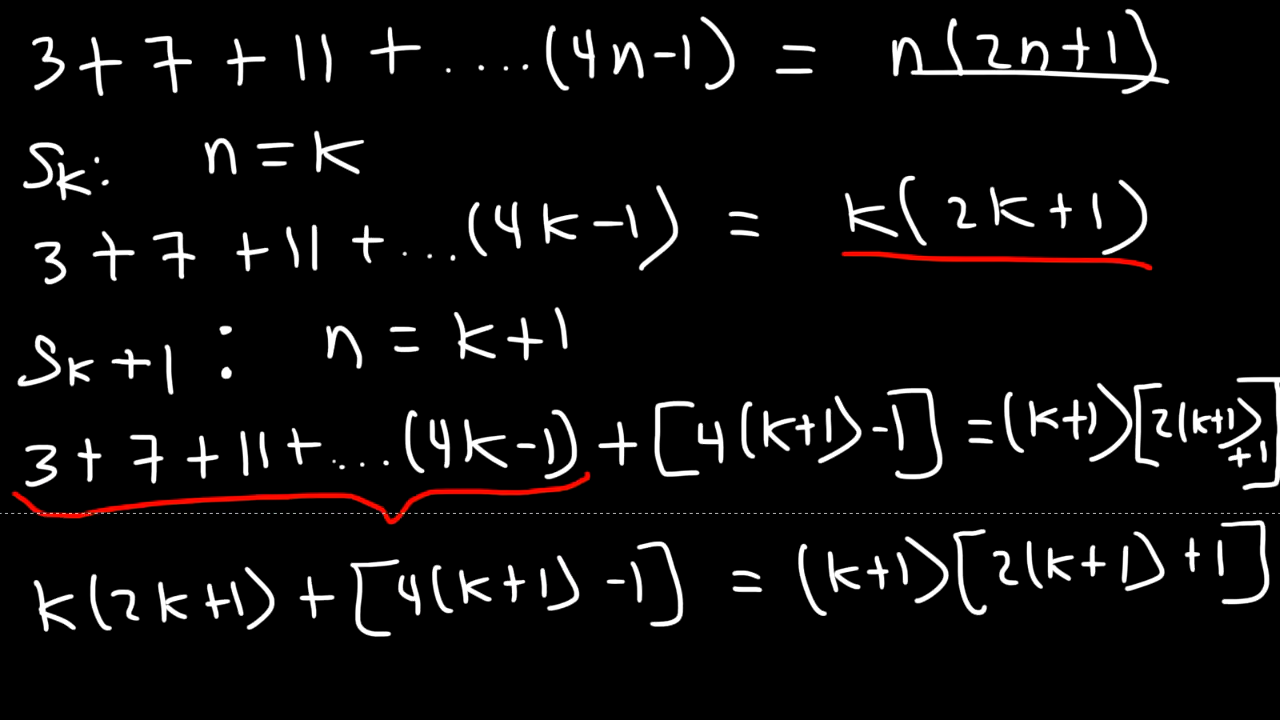 3 + 7 + 11 + ....(4n-1) = n(2n+1)
Sk: n = k
3 + 7 + 11 + ...(4k-1) = k(2k+1)
Sk+1 : n = k+1
3 + 7 + 11 + ....(4k-1) + [4(k+1)-1] = (k+1)[2(k+1)+1]
k(2k+1) + [4(k+1)-1] = (k+1)[2(k+1)+1]